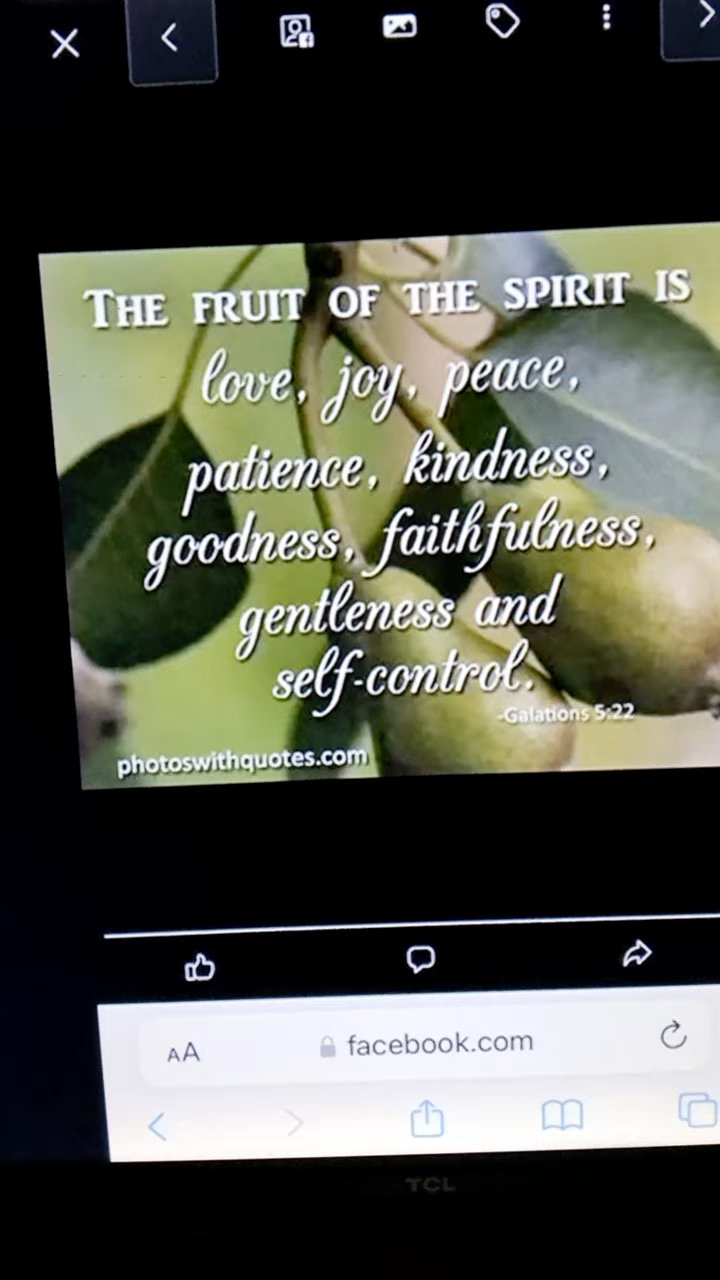 THE FRUIT OF THE SPIRIT IS
love, joy, peace,
patience, kindness,
goodness, faithfulness,
gentleness and
self-control.
-Galations 5:22
photoswithquotes.com
AA facebook.com
TCL